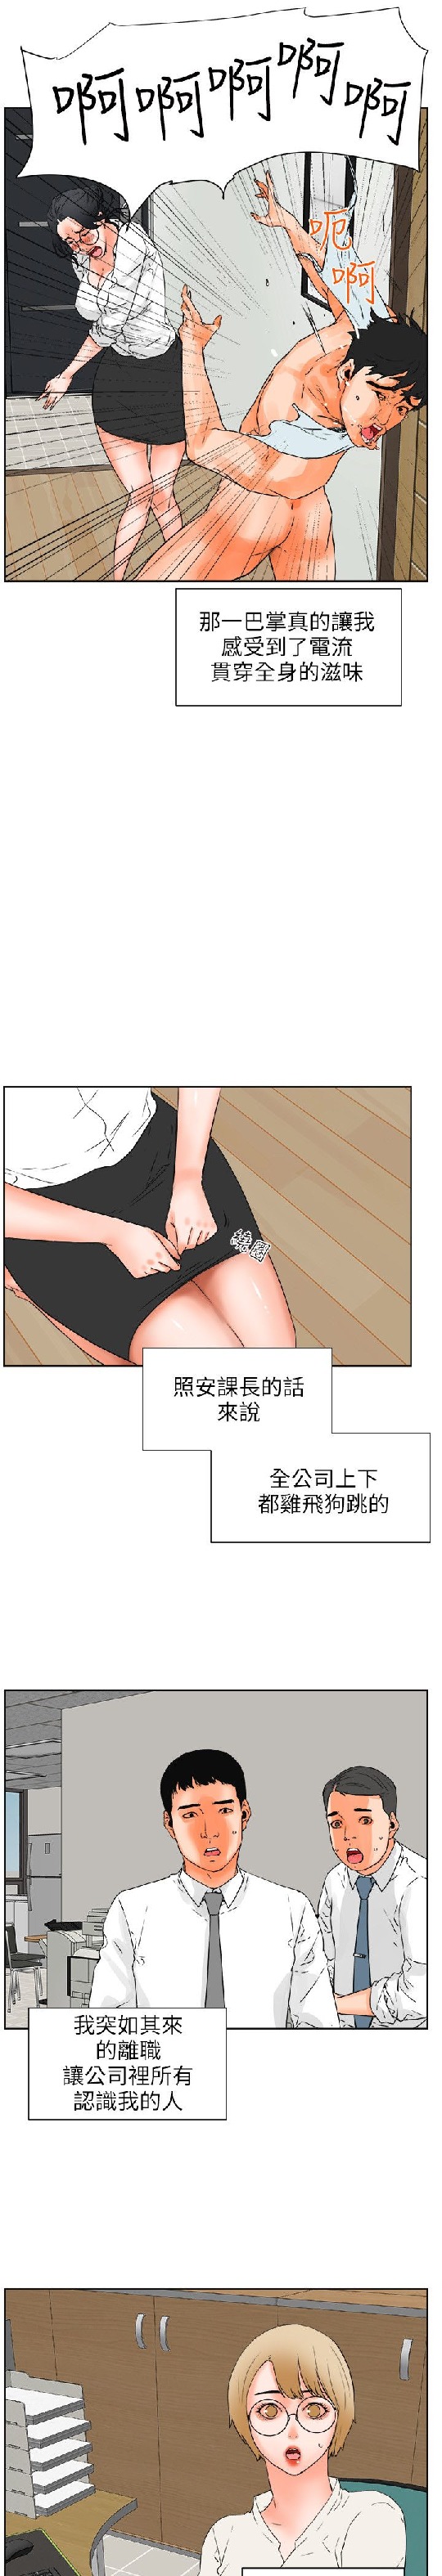 啊啊啊啊啊
呃
啊
那一巴掌真的讓我
感受到了電流
貫穿全身的滋味
繞圈
照安課長的話
來說
全公司上下
都雞飛狗跳的
我突如其來
的離職
讓公司裡所有
認識我的人